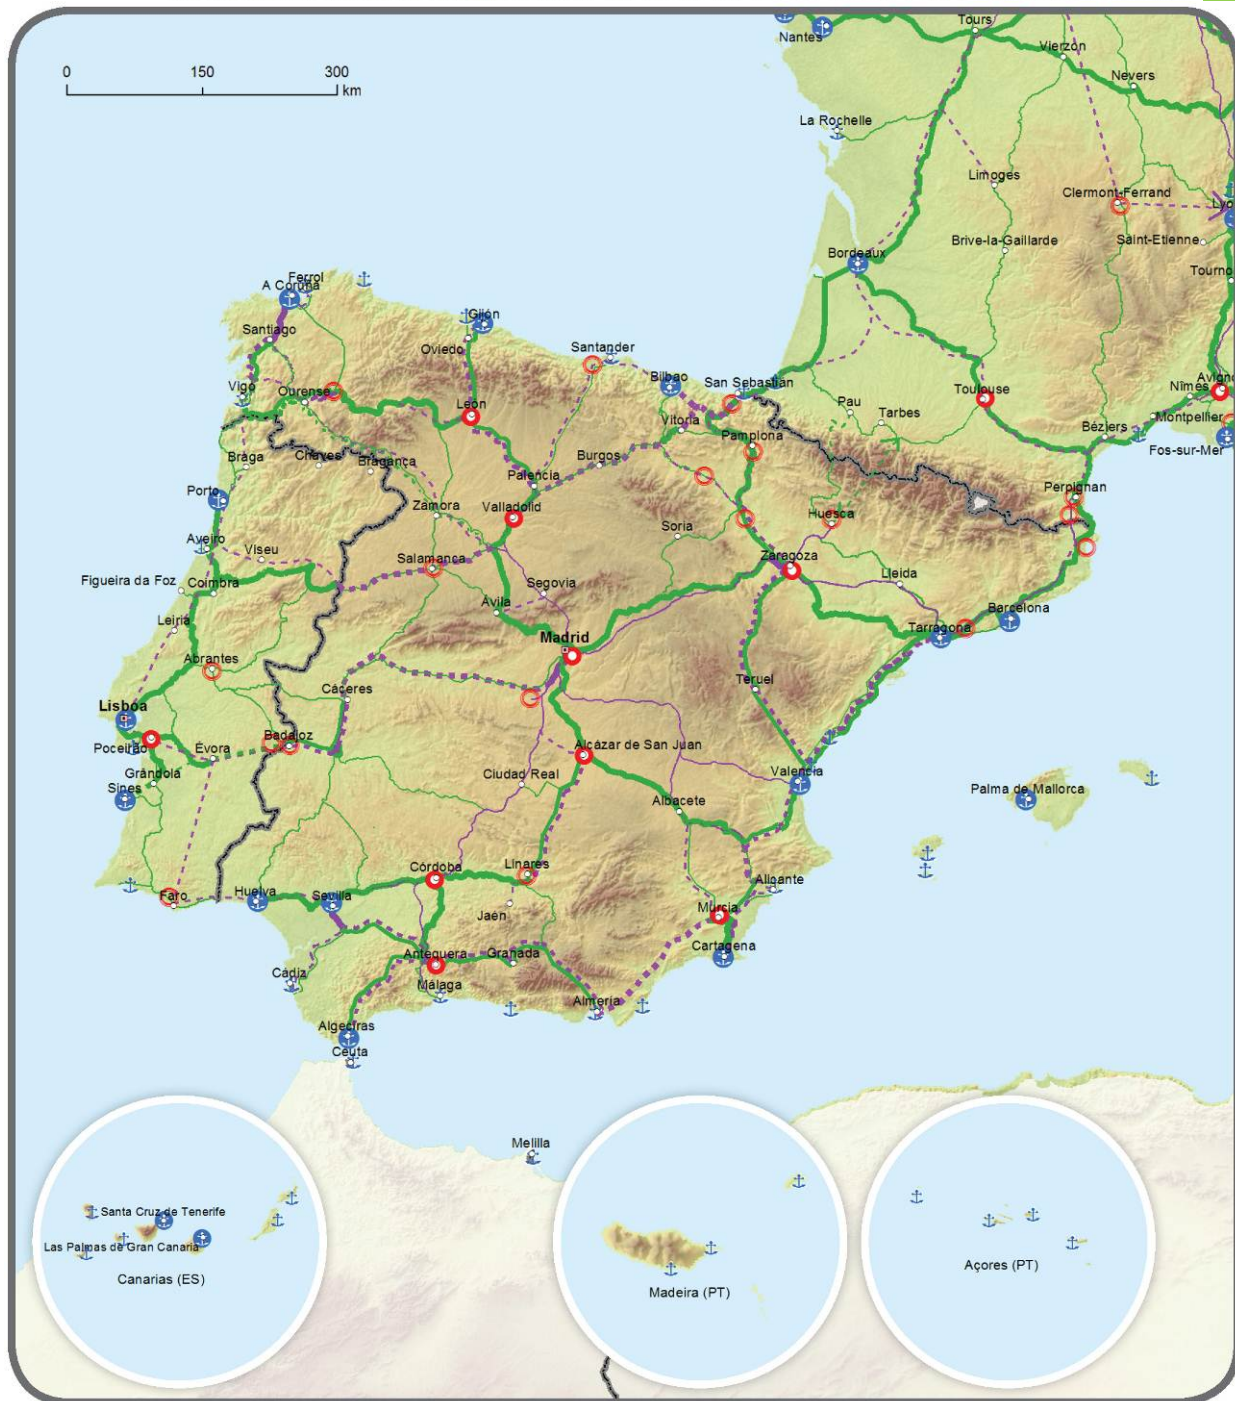 0 150 300
km
Nantes
Tours
Vierzon
Nevers
La Rochelle
Limoges
Clermont-Ferrand
Brive-la-Gaillarde
Saint-Etienne
Bordeaux
Ferrol
A Coruña
Santiago
Gijón
Oviedo
Santander
Bilbao
San Sebastián
Vigo
Ourense
León
Vitoria
Pamplona
Pau
Tarbes
Toulouse
Nîmes
Montpellier
Béziers
Fos-sur-Mer
Braga
Chaves
Bragança
Palencia
Burgos
Perpignan
Porto
Zamora
Valladolid
Soria
Huesca
Aveiro
Viseu
Salamanca
Zaragoza
Lleida
Figueira da Foz
Coimbra
Segovia
Ávila
Barcelona
Leiria
Madrid
Tarragona
Abrantes
Cáceres
Teruel
Lisboa
Poceirão
Évora
Badajoz
Alcázar de San Juan
Grândola
Sines
Ciudad Real
Valencia
Albacete
Palma de Mallorca
Córdoba
Linares
Alicante
Faro
Huelva
Sevilla
Jaén
Murcia
Cartagena
Antequera
Granada
Cádiz
Málaga
Almería
Algeciras
Ceuta
Melilla
Santa Cruz de Tenerife
Las Palmas de Gran Canaria
Canarias (ES)
Madeira (PT)
Açores (PT)